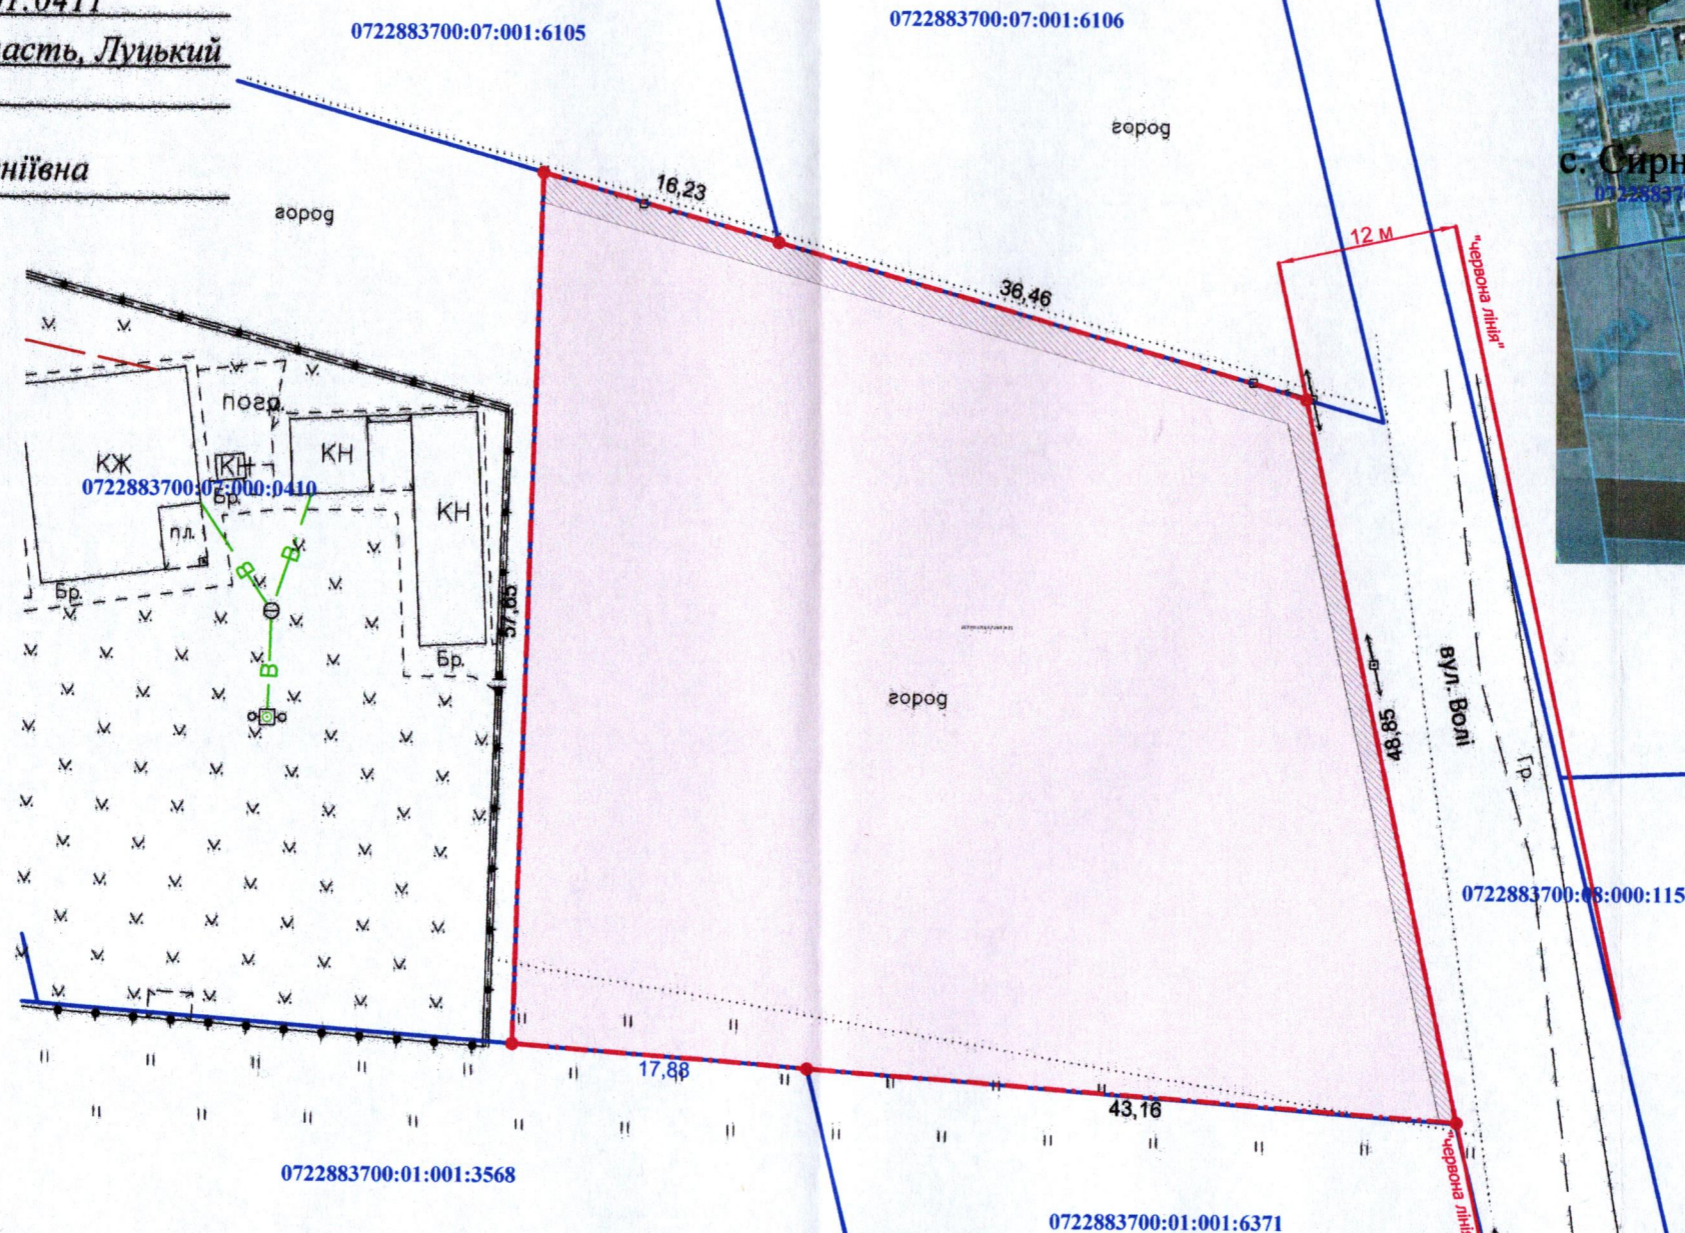 асть, Луцький
ніївна
0722883700:07:001:6105
0722883700:07:001:6106
город
город
16,23
36,46
12 м
"червона лінія"
с. Сирн
погр.
КЖ
КН
КН
КН
0722883700:07:000:0410
Бр.
пл.
Бр.
Бр.
В
В
В
57,65
город
48,85
вул. Волі
Гр.
0722883700:08:000:115
17,88
43,16
"червона ліні
0722883700:01:001:3568
0722883700:01:001:6371